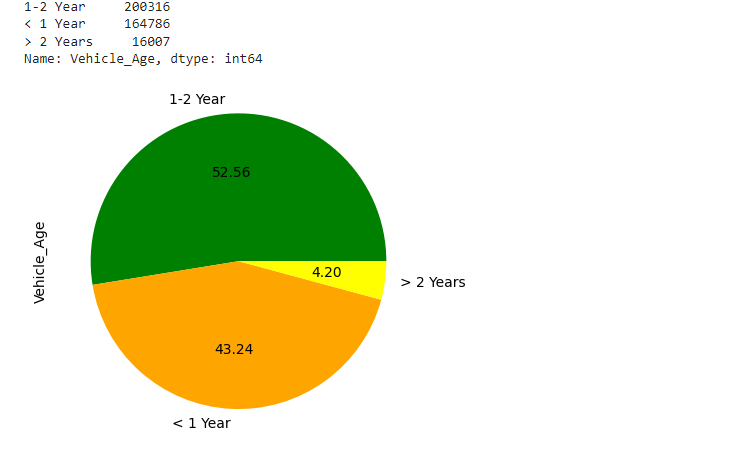 1-2 Year     200316
< 1 Year     164786
> 2 Years     16007
Name: Vehicle_Age, dtype: int64
1-2 Year
52.56
Vehicle_Age
4.20
> 2 Years
43.24
< 1 Year